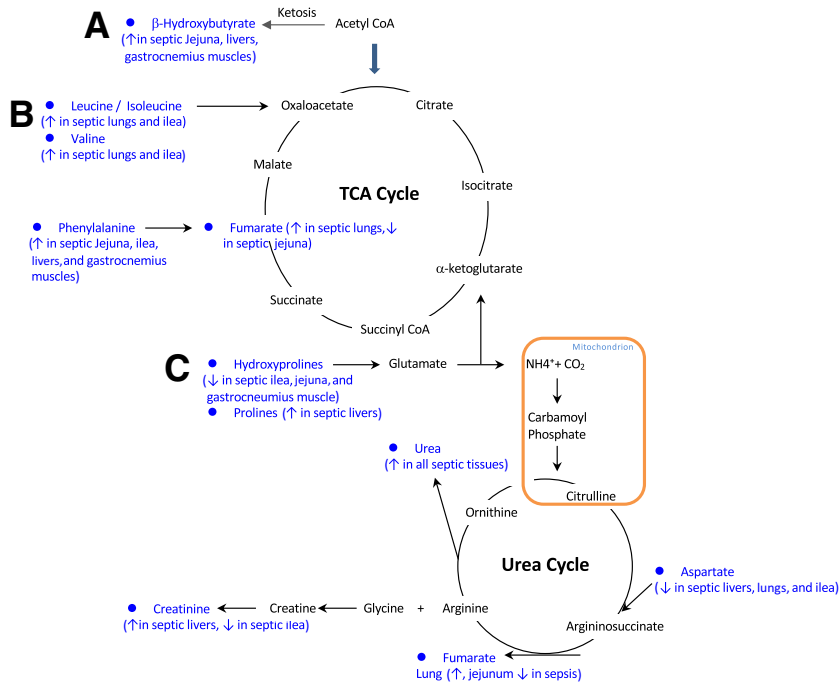 A
Ketosis
● β-Hydroxybutyrate
Acetyl CoA
(↑in septic Jejuna, livers,
gastrocnemius muscles)
B
● Leucine / Isoleucine
(↑ in septic lungs and ilea)
● Valine
(↑ in septic lungs and ilea)
Oxaloacetate
Citrate
Malate
TCA Cycle
Isocitrate
● Phenylalanine
(↑ in septic Jejuna, ilea,
livers, and gastrocnemius
muscles)
● Fumarate (↑ in septic lungs, ↓
in septic jejuna)
α-ketoglutarate
Succinate
Succinyl CoA
C
● Hydroxyprolines
(↓ in septic ilea, jejuna, and
gastrocneumius muscle)
● Prolines (↑ in septic livers)
Glutamate
Mitochondrion
NH4⁺+ CO₂
Carbamoyl
Phosphate
● Urea
(↑ in all septic tissues)
Citrulline
Ornithine
Urea Cycle
● Aspartate
(↓ in septic livers, lungs, and ilea)
● Creatinine
(↑in septic livers, ↓ in septic ilea)
Creatine
Glycine + Arginine
Argininosuccinate
● Fumarate
Lung (↑, jejunum ↓ in sepsis)